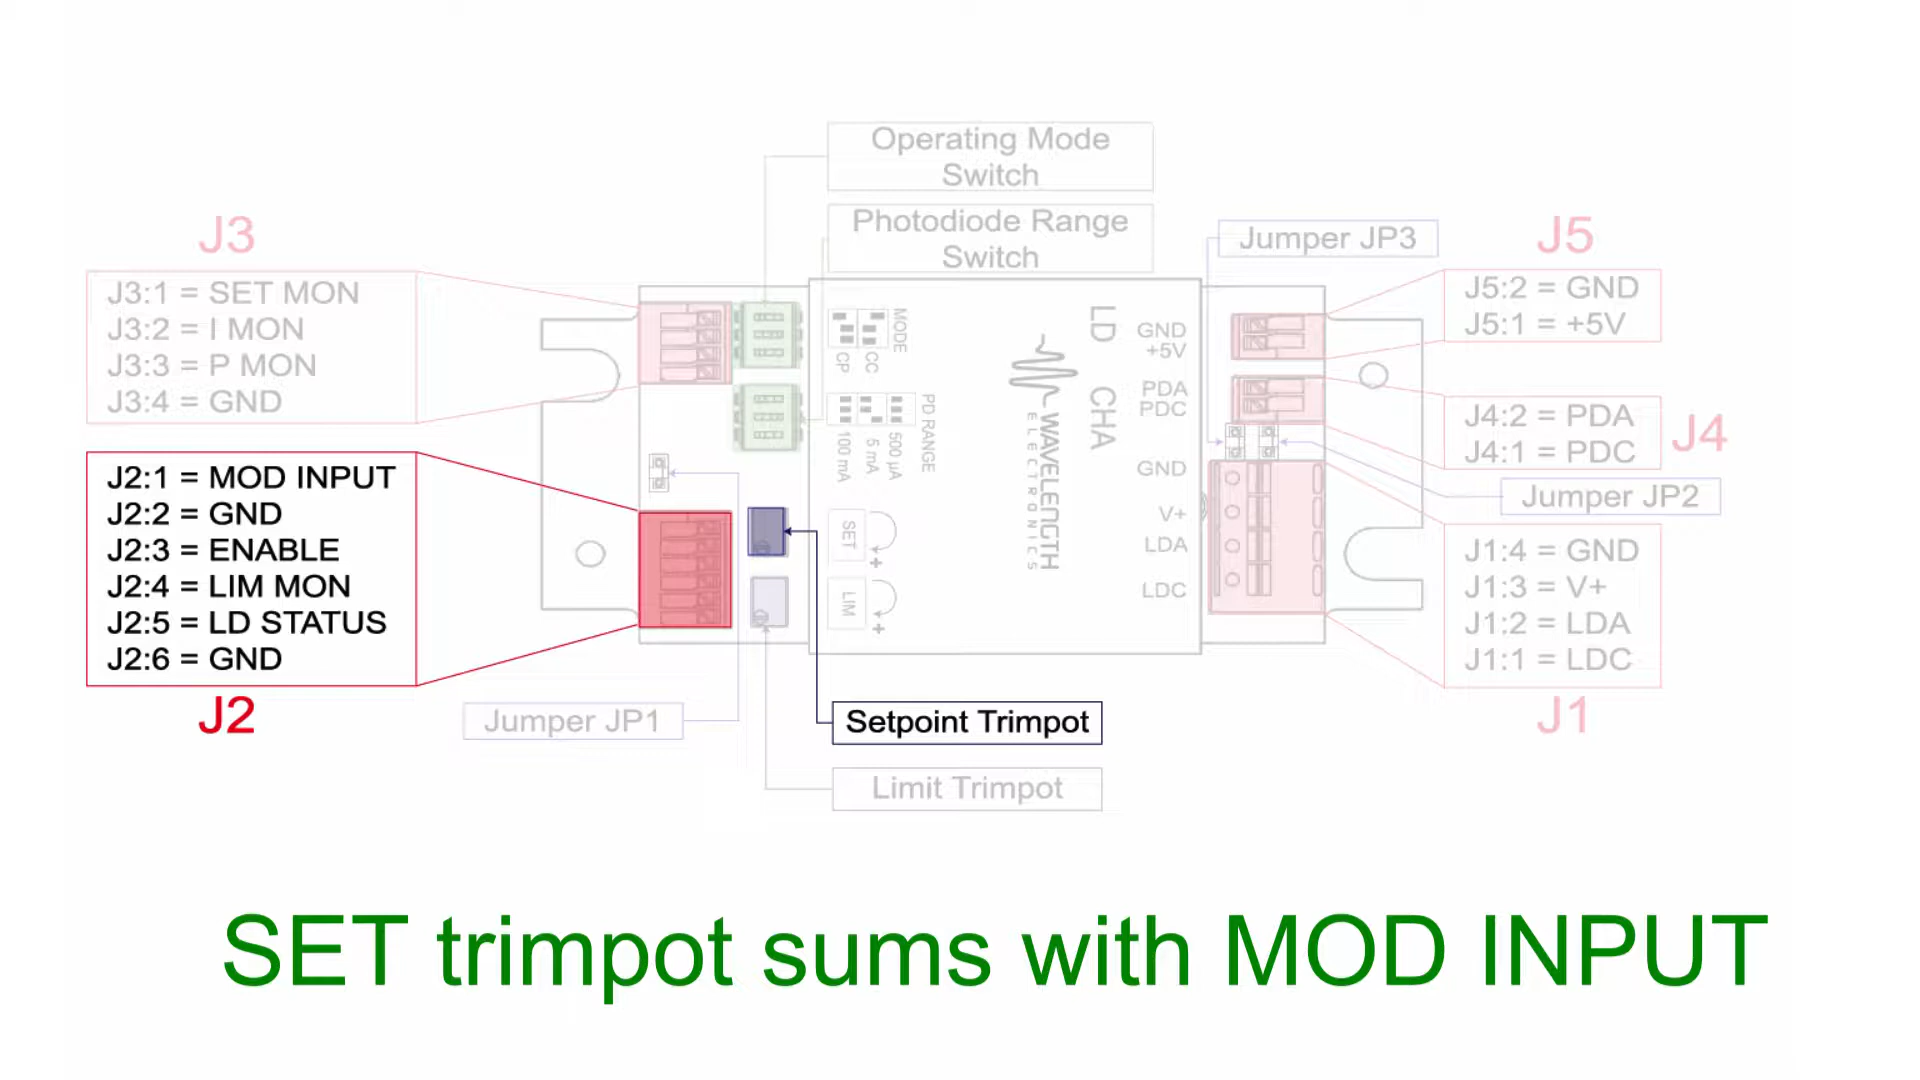 Operating Mode
Switch
Photodiode Range
Switch
J3
J3:1 = SET MON
J3:2 = I MON
J3:3 = P MON
J3:4 = GND
J2:1 = MOD INPUT
J2:2 = GND
J2:3 = ENABLE
J2:4 = LIM MON
J2:5 = LD STATUS
J2:6 = GND
J2
Jumper JP1
MODE
CP
CC
PD RANGE
100 mA
5 mA
500 µA
SET
+
LIM
+
WAVELENGTH
ELECTRONICS
LD CHA
GND
+5V
PDA
PDC
GND
V+
LDA
LDC
Setpoint Trimpot
Limit Trimpot
Jumper JP3
J5
J5:2 = GND
J5:1 = +5V
J4:2 = PDA
J4:1 = PDC
J4
Jumper JP2
J1:4 = GND
J1:3 = V+
J1:2 = LDA
J1:1 = LDC
J1
SET trimpot sums with MOD INPUT